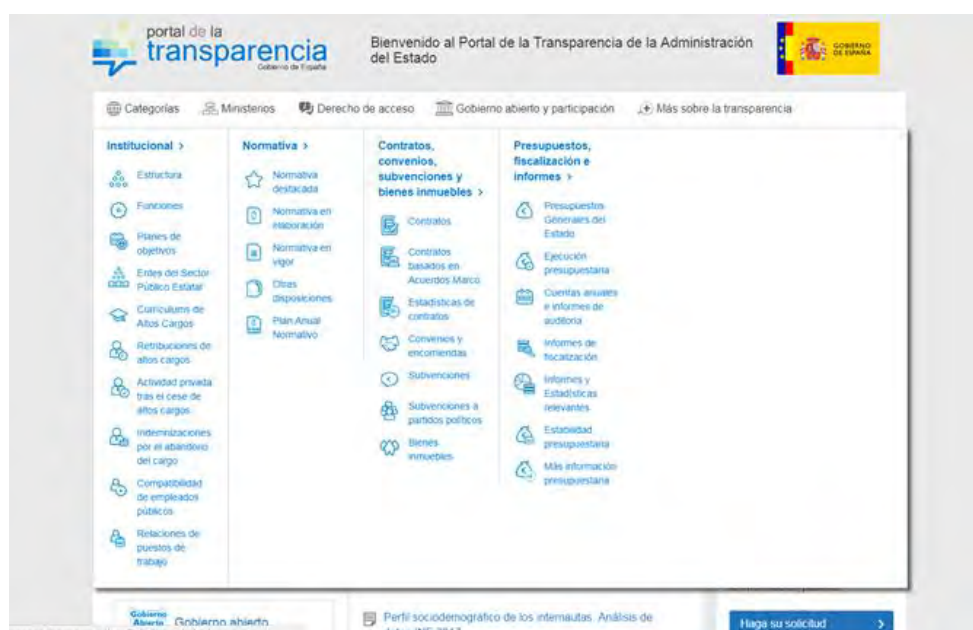 portal de la
transparencia
Gobierno de España
Bienvenido al Portal de la Transparencia de la Administración
del Estado
GOBIERNO
DE ESPAÑA
Categorías
Ministerios
Derecho de acceso
Gobierno abierto y participación
Más sobre la transparencia
Institucional >
Estructura
Funciones
Planes de
objetivos
Entes del Sector
Público Estatal
Curriculums de
Altos Cargos
Retribuciones de
altos cargos
Actividad privada
tras el cese de
altos cargos
Indemnizaciones
por el abandono
del cargo
Compatibilidad
de empleados
públicos
Relaciones de
puestos de
trabajo
Normativa >
Normativa
destacada
Normativa en
elaboración
Normativa en
vigor
Otras
disposiciones
Plan Anual
Normativo
Contratos,
convenios,
subvenciones y
bienes inmuebles >
Contratos
Contratos
basados en
Acuerdos Marco
Estadísticas de
contratos
Convenios y
encomiendas
Subvenciones
Subvenciones a
partidos políticos
Bienes
inmuebles
Presupuestos,
fiscalización e
informes >
Presupuestos
Generales del
Estado
Ejecución
presupuestaria
Cuentas anuales
e informes de
auditoría
Informes de
fiscalización
Informes y
Estadísticas
relevantes
Estabilidad
presupuestaria
Más información
presupuestaria
Gobierno
Abierto
Gobierno abierto
Perfil sociodemográfico de los internautas. Análisis de
Haga su solicitud >